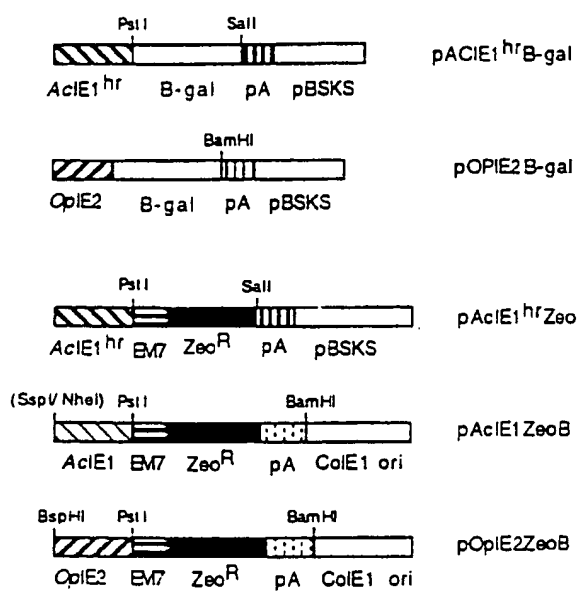 PstI SalI
pACIE1hrB-gal
AcIE1hr B-gal pA pBSKS
BamHI
pOPIE2B-gal
OpIE2 B-gal pA pBSKS
PstI SalI
pAcIE1hrZeo
AcIE1hr EM7 ZeoR pA pBSKS
(SspI/NheI) PstI BamHI
pAcIE1ZeoB
AcIE1 EM7 ZeoR pA ColE1 ori
BspHI PstI BamHI
pOpIE2ZeoB
OpIE2 EM7 ZeoR pA ColE1 ori